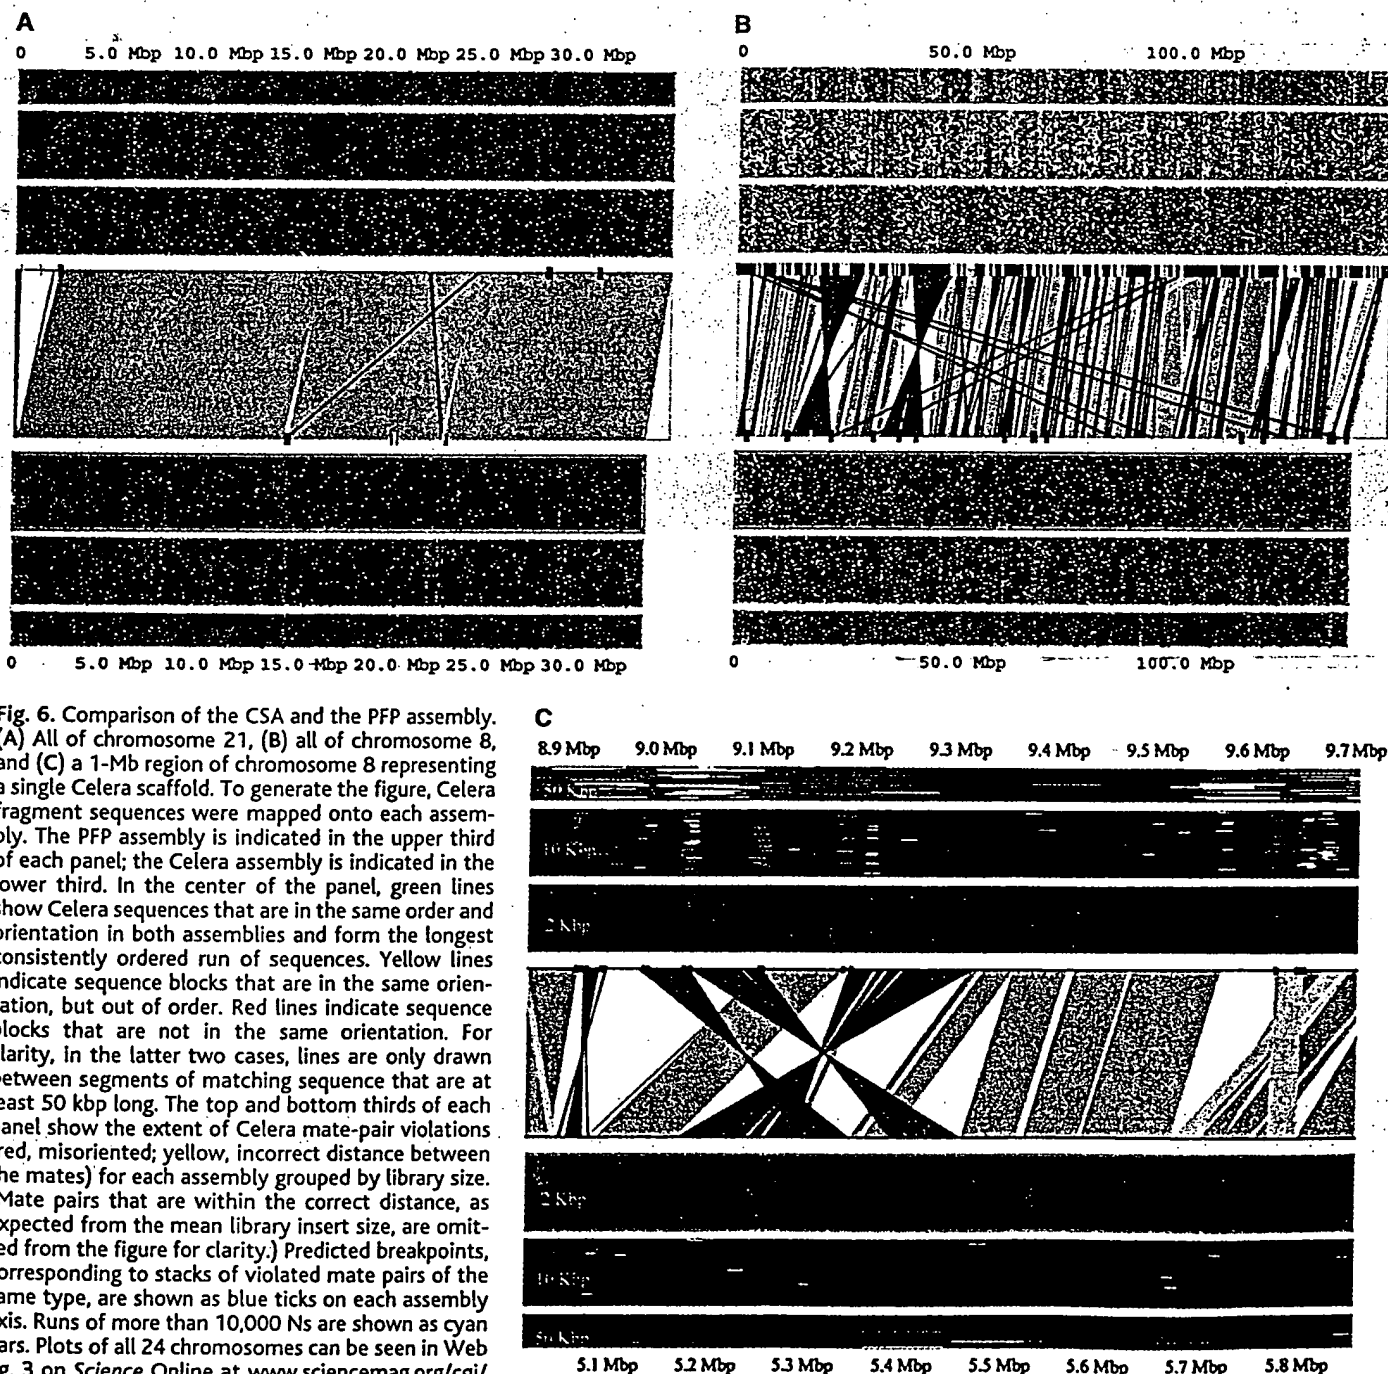 A
0 5.0 Mbp 10.0 Mbp 15.0 Mbp 20.0 Mbp 25.0 Mbp 30.0 Mbp
0 5.0 Mbp 10.0 Mbp 15.0 Mbp 20.0 Mbp 25.0 Mbp 30.0 Mbp
B
0 50.0 Mbp 100.0 Mbp
0 50.0 Mbp 100.0 Mbp
Fig. 6. Comparison of the CSA and the PFP assembly.
(A) All of chromosome 21, (B) all of chromosome 8,
and (C) a 1-Mb region of chromosome 8 representing
a single Celera scaffold. To generate the figure, Celera
fragment sequences were mapped onto each assem-
bly. The PFP assembly is indicated in the upper third
of each panel; the Celera assembly is indicated in the
lower third. In the center of the panel, green lines
show Celera sequences that are in the same order and
orientation in both assemblies and form the longest
consistently ordered run of sequences. Yellow lines
indicate sequence blocks that are in the same orien-
tation, but out of order. Red lines indicate sequence
blocks that are not in the same orientation. For
clarity, in the latter two cases, lines are only drawn
between segments of matching sequence that are at
least 50 kbp long. The top and bottom thirds of each
panel show the extent of Celera mate-pair violations
(red, misoriented; yellow, incorrect distance between
the mates) for each assembly grouped by library size.
(Mate pairs that are within the correct distance, as
expected from the mean library insert size, are omit-
ted from the figure for clarity.) Predicted breakpoints,
corresponding to stacks of violated mate pairs of the
same type, are shown as blue ticks on each assembly
axis. Runs of more than 10,000 Ns are shown as cyan
bars. Plots of all 24 chromosomes can be seen in Web
fig. 3 on Science Online at www.sciencemag.org/cgi/
C
8.9 Mbp 9.0 Mbp 9.1 Mbp 9.2 Mbp 9.3 Mbp 9.4 Mbp 9.5 Mbp 9.6 Mbp 9.7 Mbp
50 Kbp
10 Kbp
2 Kbp
2 Kbp
10 Kbp
50 Kbp
5.1 Mbp 5.2 Mbp 5.3 Mbp 5.4 Mbp 5.5 Mbp 5.6 Mbp 5.7 Mbp 5.8 Mbp